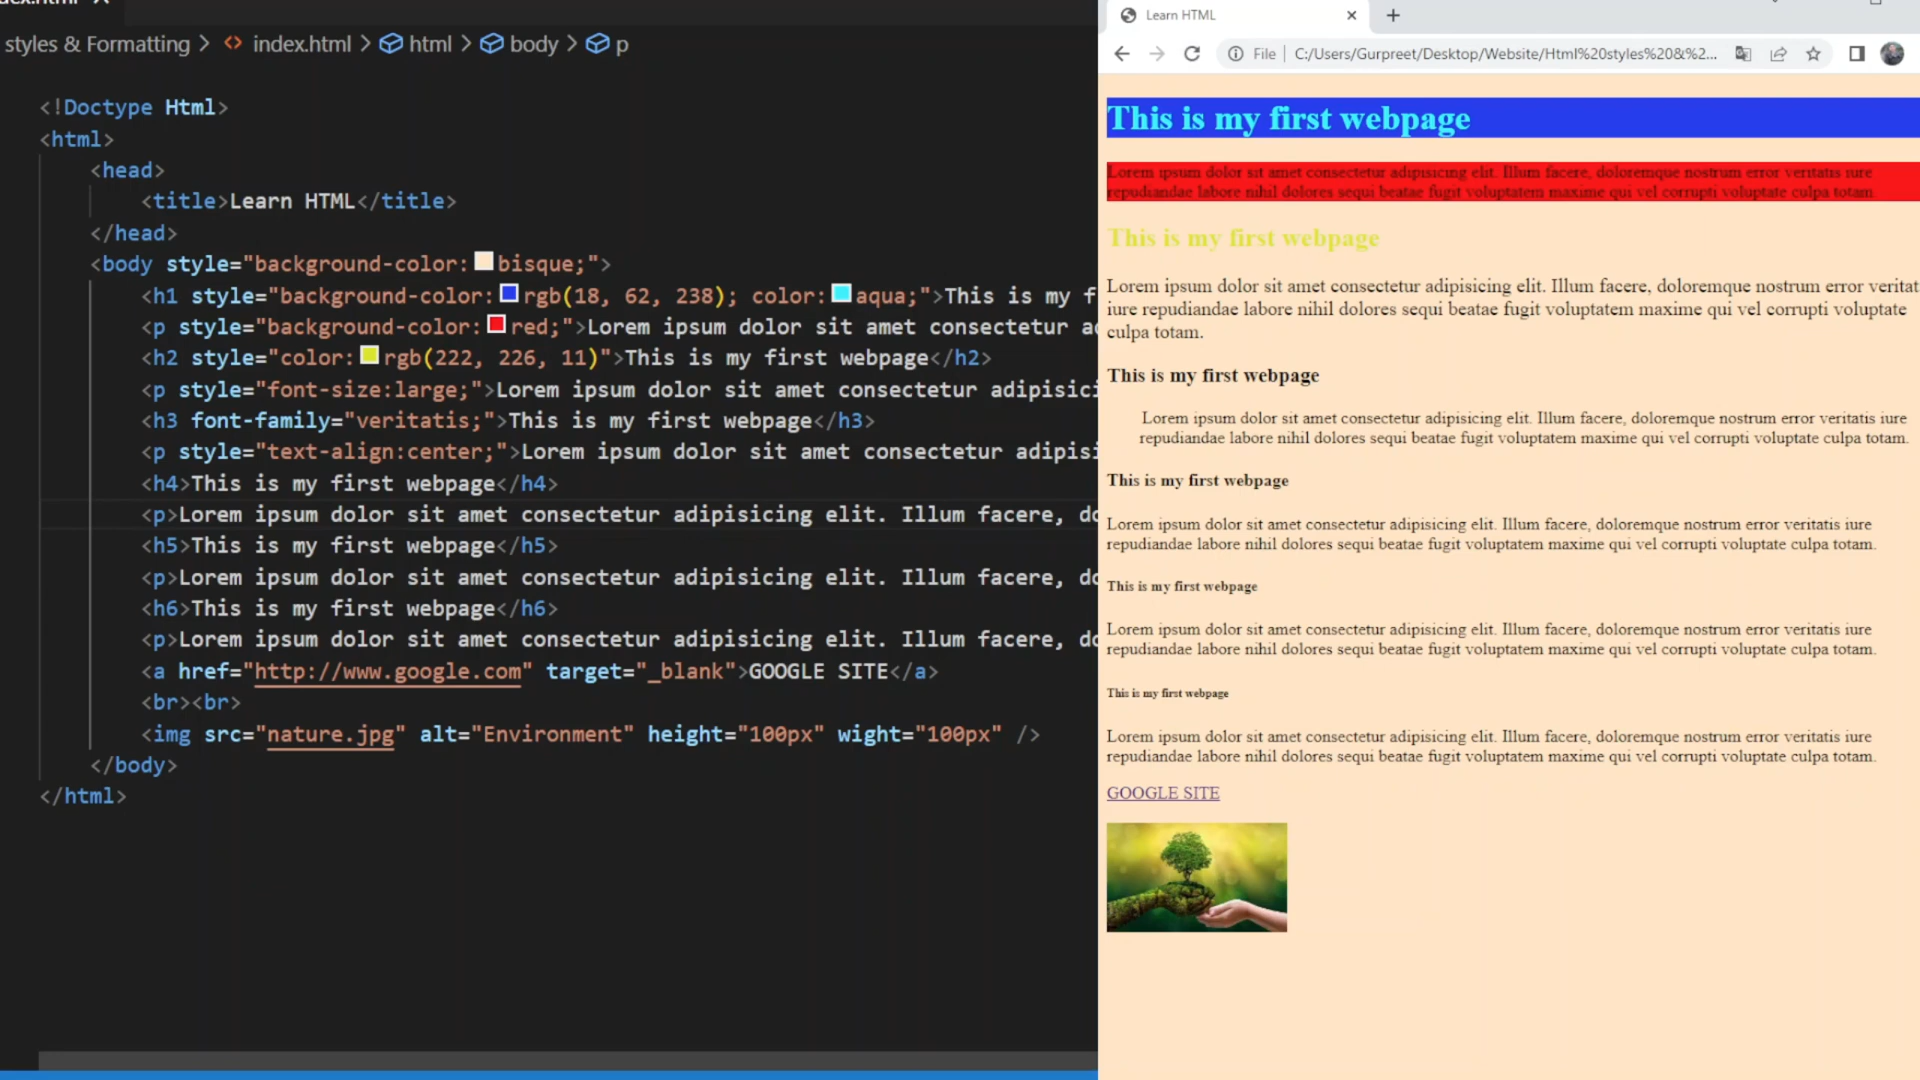 index.html ×
styles & Formatting > <> index.html > html > body > p
<!Doctype Html>
<html>
<head>
<title>Learn HTML</title>
</head>
<body style="background-color: bisque;">
<h1 style="background-color: rgb(18, 62, 238); color: aqua;">This is my f
<p style="background-color: red;">Lorem ipsum dolor sit amet consectetur a
<h2 style="color: rgb(222, 226, 11)">This is my first webpage</h2>
<p style="font-size:large;">Lorem ipsum dolor sit amet consectetur adipisici
<h3 font-family="veritatis;">This is my first webpage</h3>
<p style="text-align:center;">Lorem ipsum dolor sit amet consectetur adipisi
<h4>This is my first webpage</h4>
<p>Lorem ipsum dolor sit amet consectetur adipisicing elit. Illum facere, do
<h5>This is my first webpage</h5>
<p>Lorem ipsum dolor sit amet consectetur adipisicing elit. Illum facere, do
<h6>This is my first webpage</h6>
<p>Lorem ipsum dolor sit amet consectetur adipisicing elit. Illum facere, do
<a href="http://www.google.com" target="_blank">GOOGLE SITE</a>
<br><br>
<img src="nature.jpg" alt="Environment" height="100px" wight="100px" />
</body>
</html>
Learn HTML × +
File | C:/Users/Gurpreet/Desktop/Website/Html%20styles%20&%2...
This is my first webpage
Lorem ipsum dolor sit amet consectetur adipisicing elit. Illum facere, doloremque nostrum error veritatis iure
repudiandae labore nihil dolores sequi beatae fugit voluptatem maxime qui vel corrupti voluptate culpa totam.
This is my first webpage
Lorem ipsum dolor sit amet consectetur adipisicing elit. Illum facere, doloremque nostrum error veritat
iure repudiandae labore nihil dolores sequi beatae fugit voluptatem maxime qui vel corrupti voluptate
culpa totam.
This is my first webpage
Lorem ipsum dolor sit amet consectetur adipisicing elit. Illum facere, doloremque nostrum error veritatis iure
repudiandae labore nihil dolores sequi beatae fugit voluptatem maxime qui vel corrupti voluptate culpa totam.
This is my first webpage
Lorem ipsum dolor sit amet consectetur adipisicing elit. Illum facere, doloremque nostrum error veritatis iure
repudiandae labore nihil dolores sequi beatae fugit voluptatem maxime qui vel corrupti voluptate culpa totam.
This is my first webpage
Lorem ipsum dolor sit amet consectetur adipisicing elit. Illum facere, doloremque nostrum error veritatis iure
repudiandae labore nihil dolores sequi beatae fugit voluptatem maxime qui vel corrupti voluptate culpa totam.
This is my first webpage
Lorem ipsum dolor sit amet consectetur adipisicing elit. Illum facere, doloremque nostrum error veritatis iure
repudiandae labore nihil dolores sequi beatae fugit voluptatem maxime qui vel corrupti voluptate culpa totam.
GOOGLE SITE